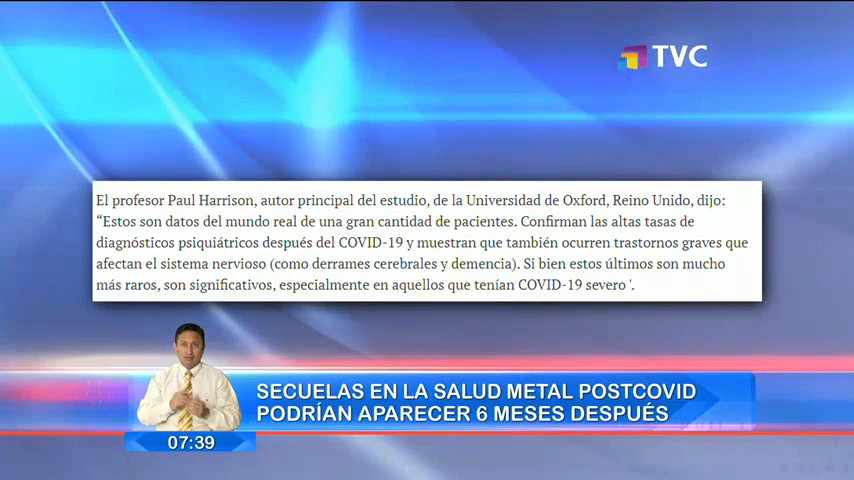 TVC
El profesor Paul Harrison, autor principal del estudio, de la Universidad de Oxford, Reino Unido, dijo:
“Estos son datos del mundo real de una gran cantidad de pacientes. Confirman las altas tasas de
diagnósticos psiquiátricos después del COVID-19 y muestran que también ocurren trastornos graves que
afectan el sistema nervioso (como derrames cerebrales y demencia). Si bien estos últimos son mucho
más raros, son significativos, especialmente en aquellos que tenían COVID-19 severo '.
SECUELAS EN LA SALUD METAL POSTCOVID
PODRÍAN APARECER 6 MESES DESPUÉS
07:39